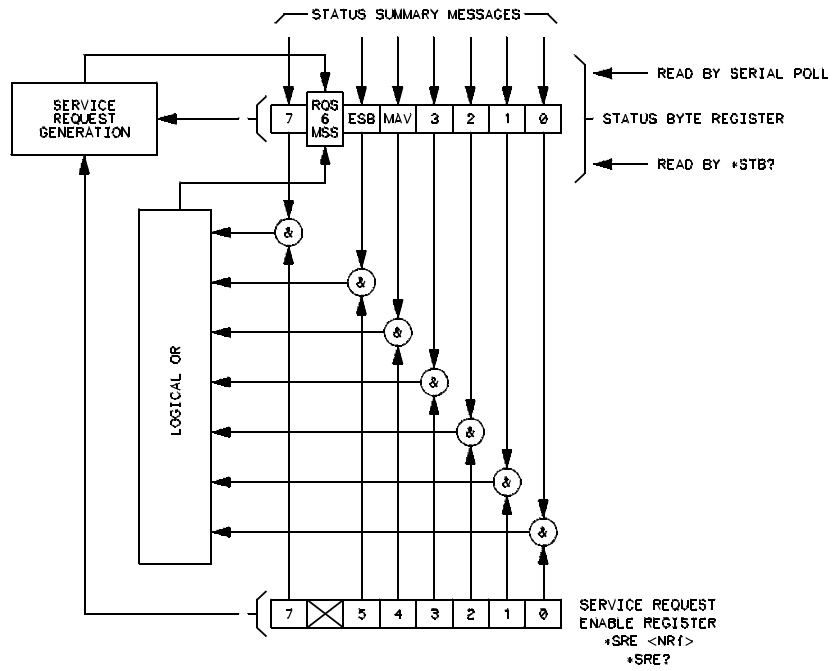 STATUS SUMMARY MESSAGES
READ BY SERIAL POLL
SERVICE
REQUEST
GENERATION
7
RQS
6
MSS
ESB
MAV
3
2
1
0
STATUS BYTE REGISTER
READ BY *STB?
&
&
&
&
&
&
&
LOGICAL OR
7
5
4
3
2
1
0
SERVICE REQUEST
ENABLE REGISTER
*SRE <NRf>
*SRE?